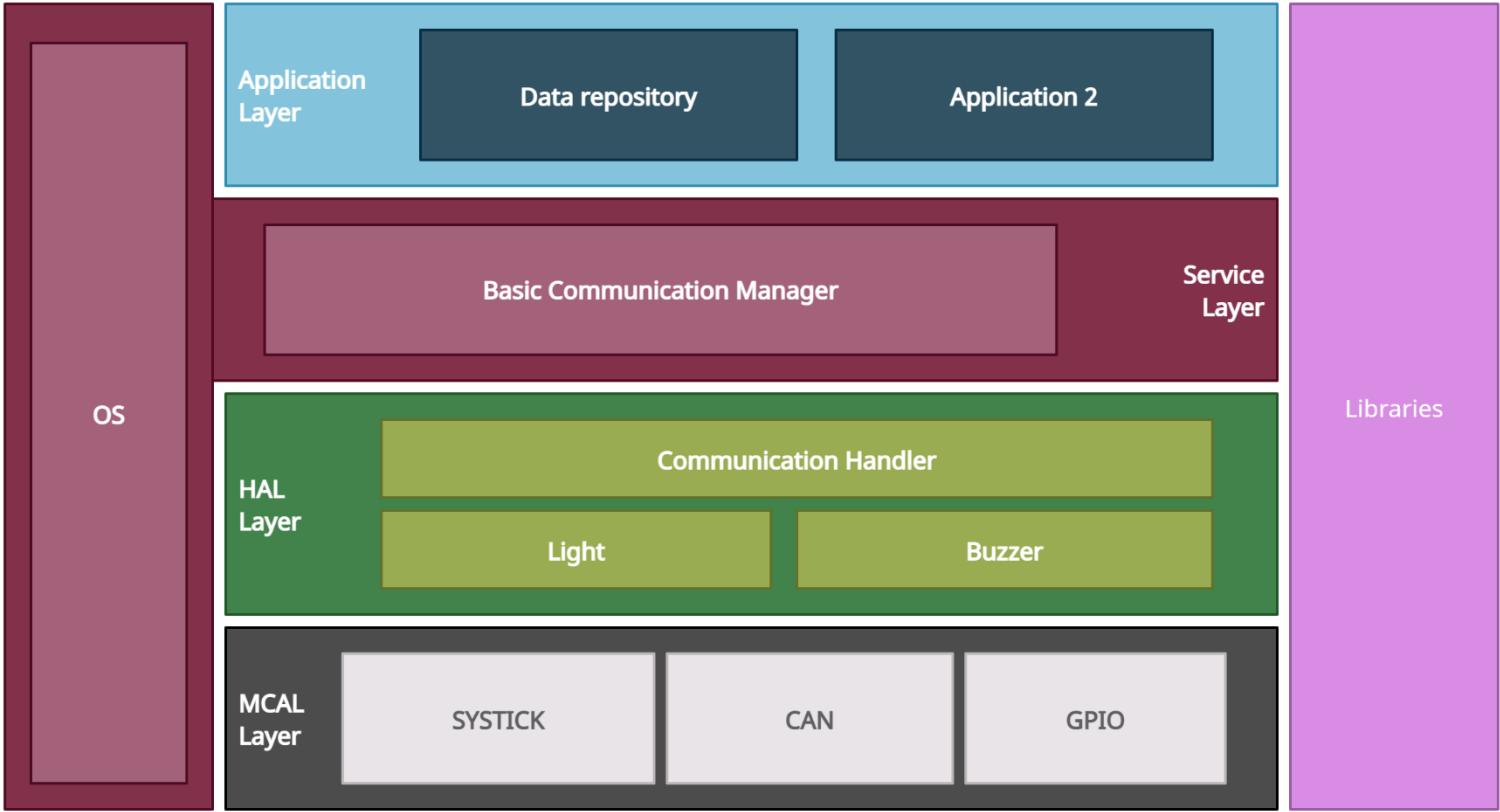 Application
Layer
Data repository
Application 2
Basic Communication Manager
Service
Layer
OS
Libraries
HAL
Layer
Communication Handler
Light
Buzzer
MCAL
Layer
SYSTICK
CAN
GPIO